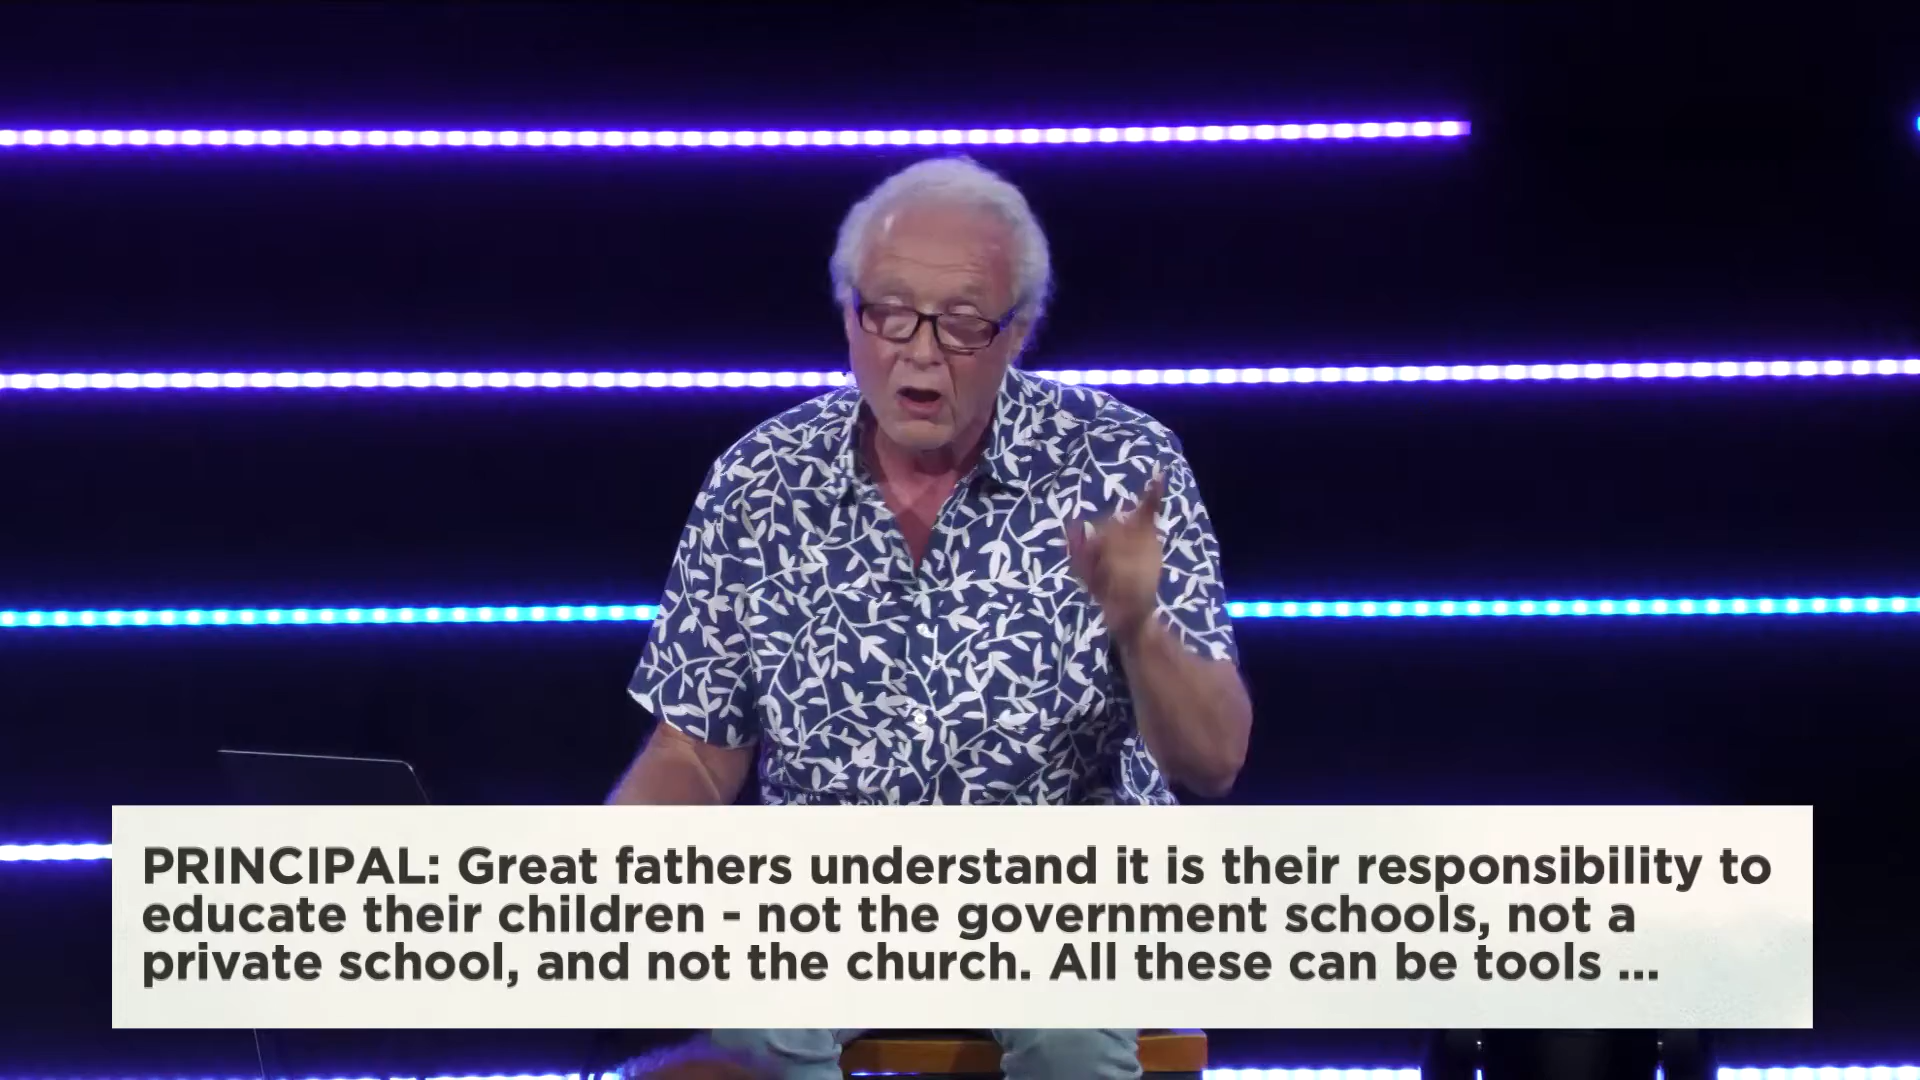 PRINCIPAL: Great fathers understand it is their responsibility to
educate their children - not the government schools, not a
private school, and not the church. All these can be tools ...